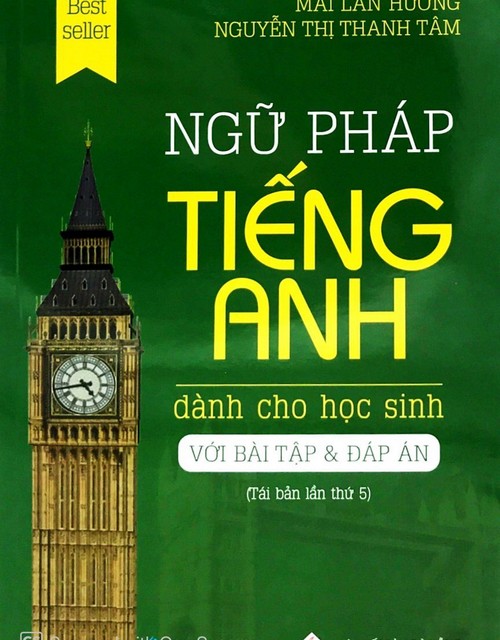 Best
seller
MAI LAN HƯƠNG
NGUYỄN THỊ THANH TÂM
NGỮ PHÁP
TIẾNG
ANH
dành cho học sinh
VỚI BÀI TẬP & ĐÁP ÁN
(Tái bản lần thứ 5)